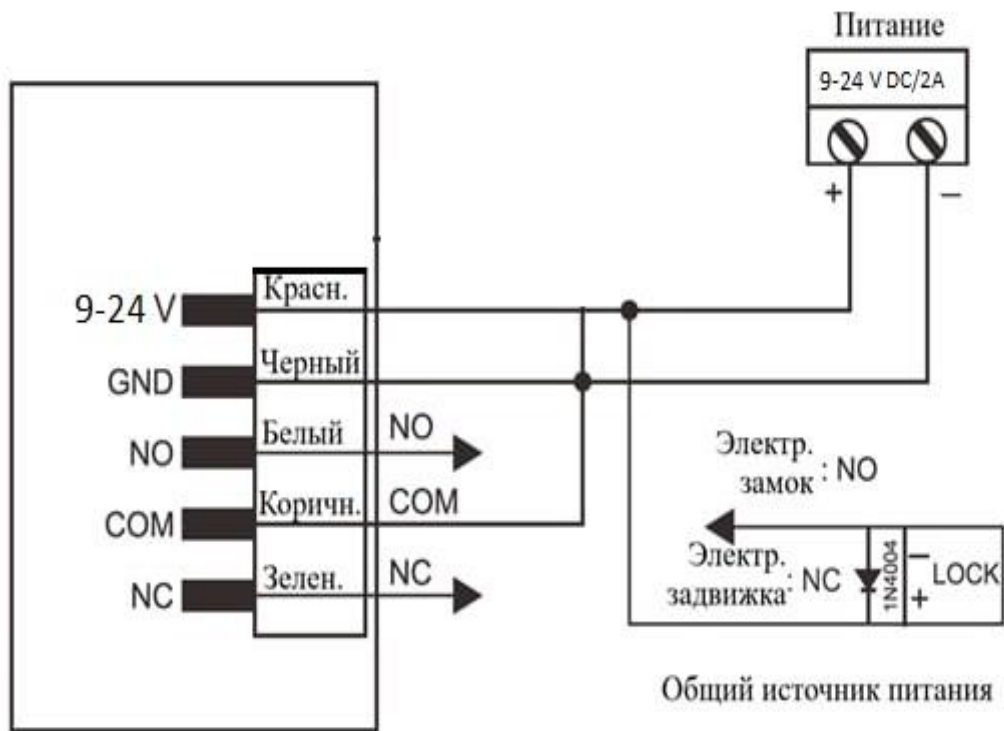 Питание
9-24 V DC/2A
+ −
9-24 V Красн.
GND Черный
NO Белый NO
COM Коричн. COM
NC Зелен. NC
Электр.
замок : NO
Электр.
задвижка : NC
1N4004
−
+
LOCK
Общий источник питания